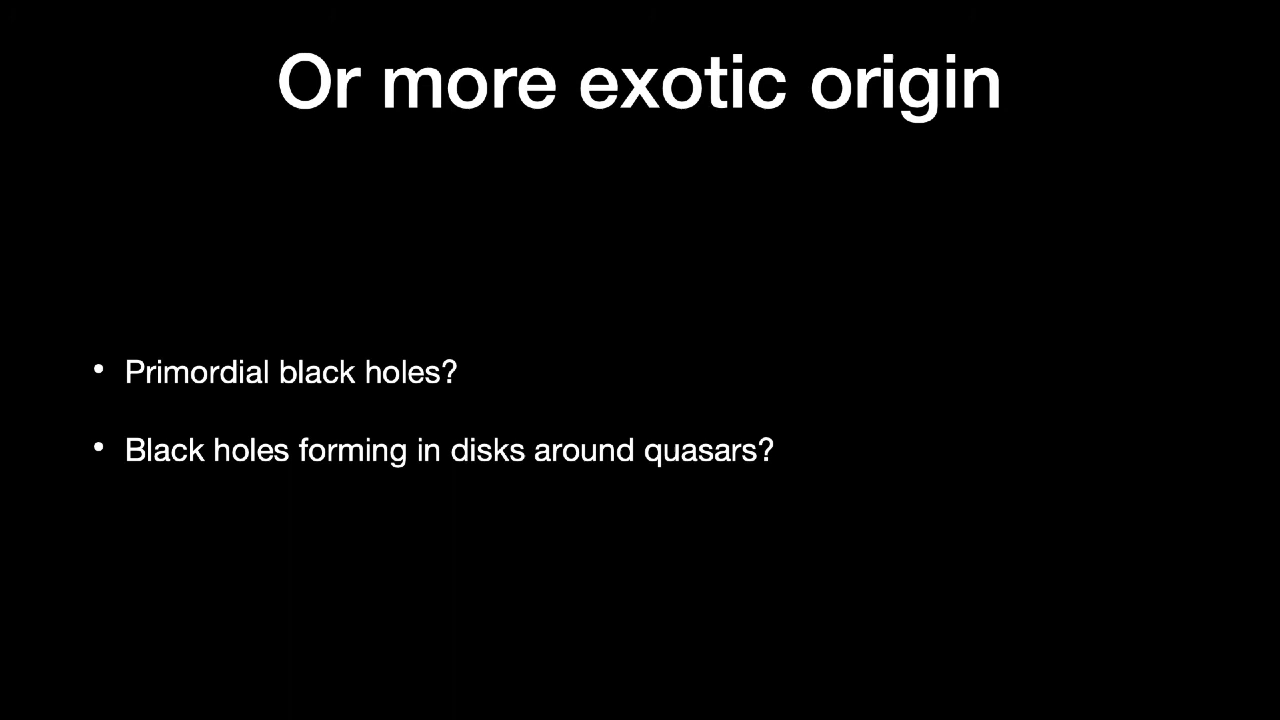 Or more exotic origin
• Primordial black holes?
• Black holes forming in disks around quasars?